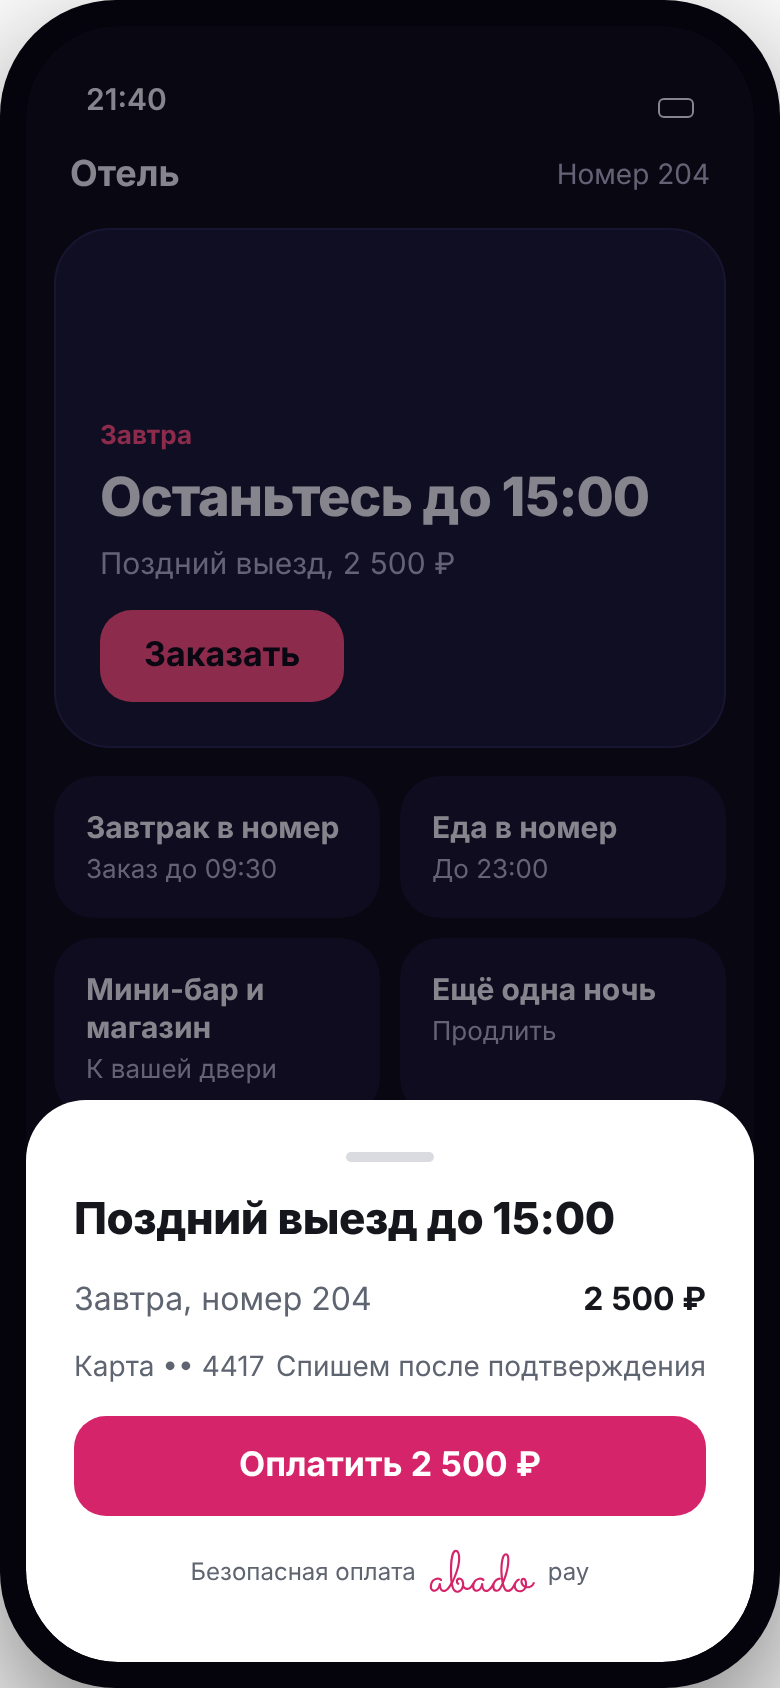 21:40
Отель
Номер 204
Завтра
Останьтесь до 15:00
Поздний выезд, 2 500 ₽
Заказать
Завтрак в номер
Заказ до 09:30
Еда в номер
До 23:00
Мини-бар и
магазин
К вашей двери
Ещё одна ночь
Продлить
Поздний выезд до 15:00
Завтра, номер 204 2 500 ₽
Карта •• 4417 Спишем после подтверждения
Оплатить 2 500 ₽
Безопасная оплата abado pay